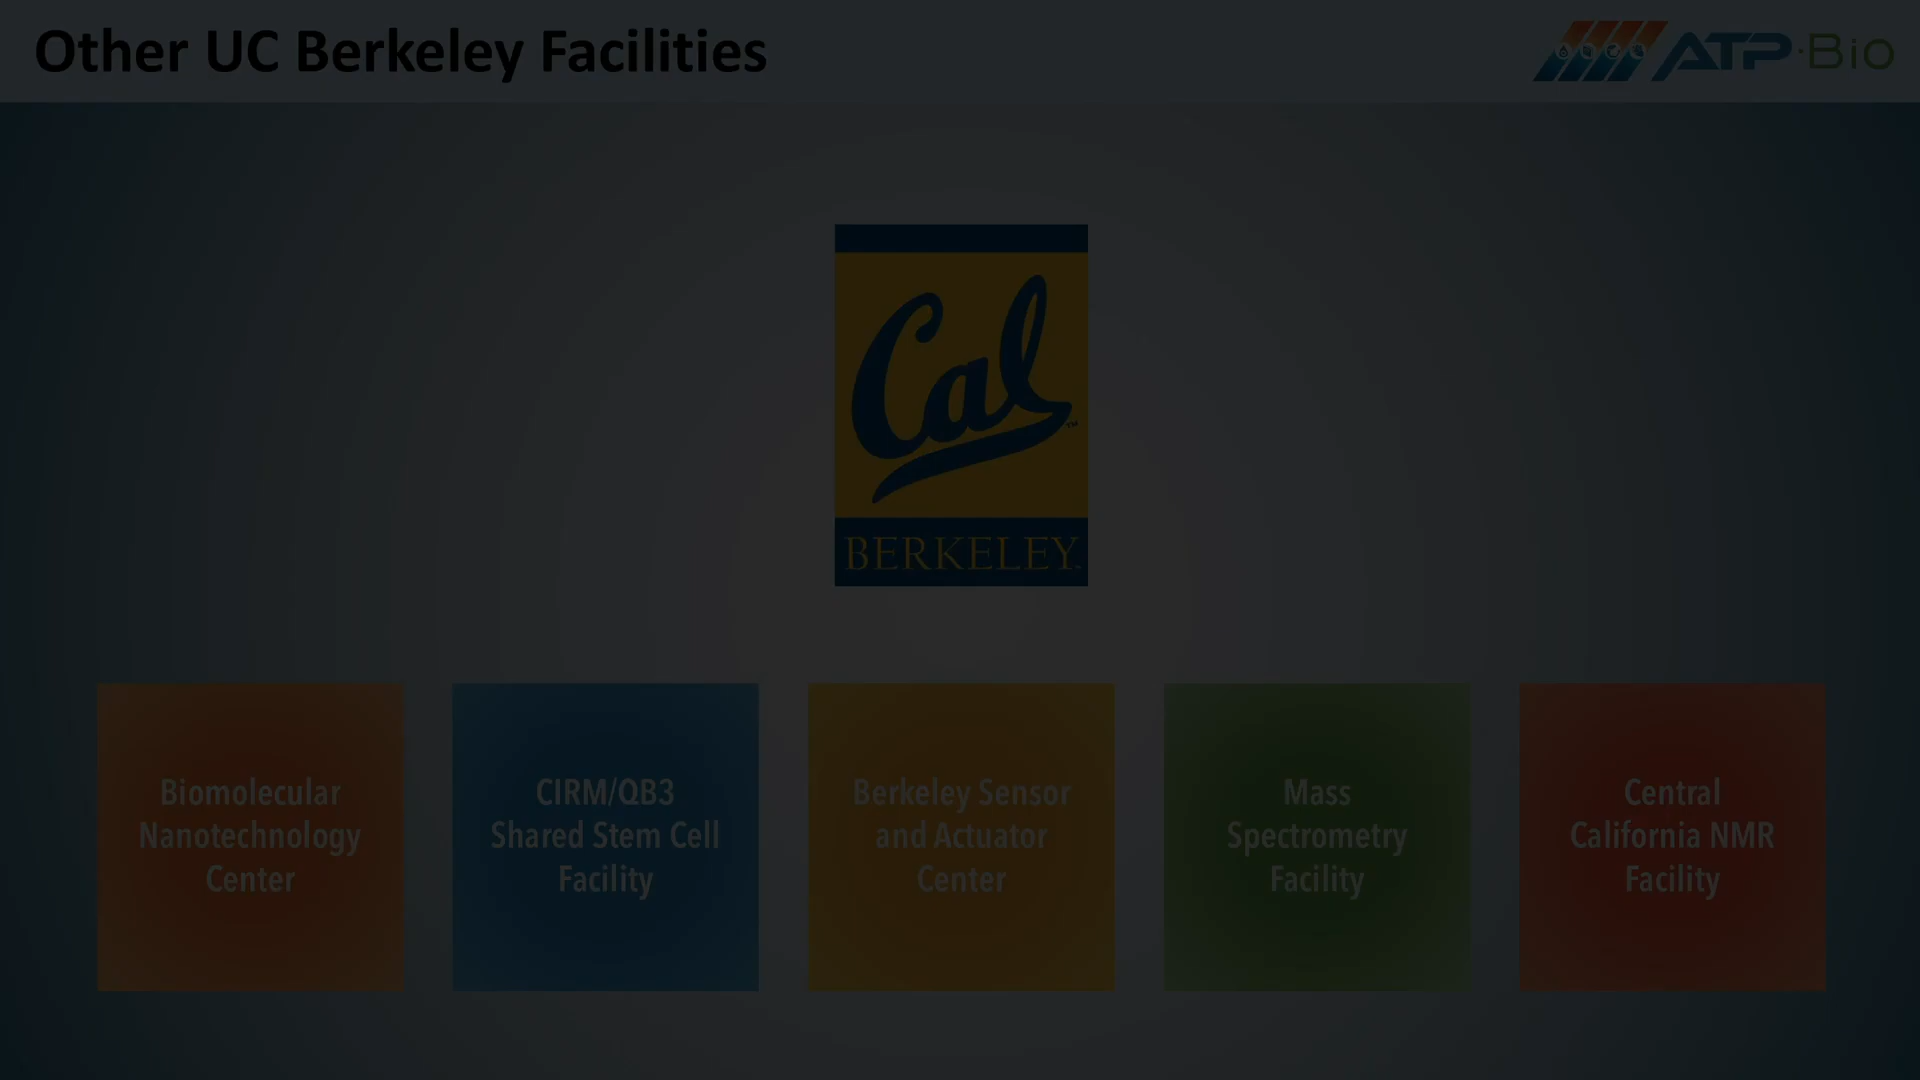 Other UC Berkeley Facilities
ATP·Bio
Cal
BERKELEY
Biomolecular
Nanotechnology
Center
CIRM/QB3
Shared Stem Cell
Facility
Berkeley Sensor
and Actuator
Center
Mass
Spectrometry
Facility
Central
California NMR
Facility